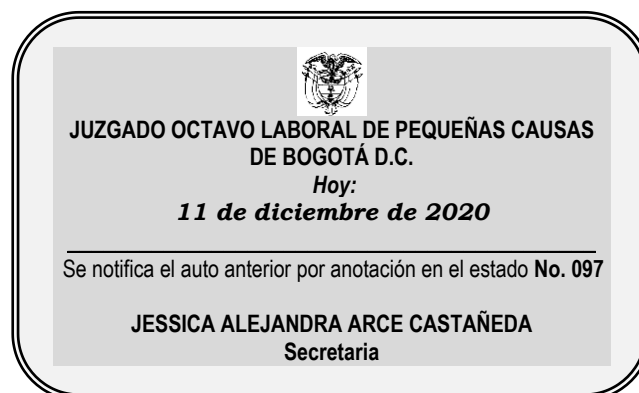 JUZGADO OCTAVO LABORAL DE PEQUEÑAS CAUSAS
DE BOGOTÁ D.C.
Hoy:
11 de diciembre de 2020
Se notifica el auto anterior por anotación en el estado No. 097
JESSICA ALEJANDRA ARCE CASTAÑEDA
Secretaria